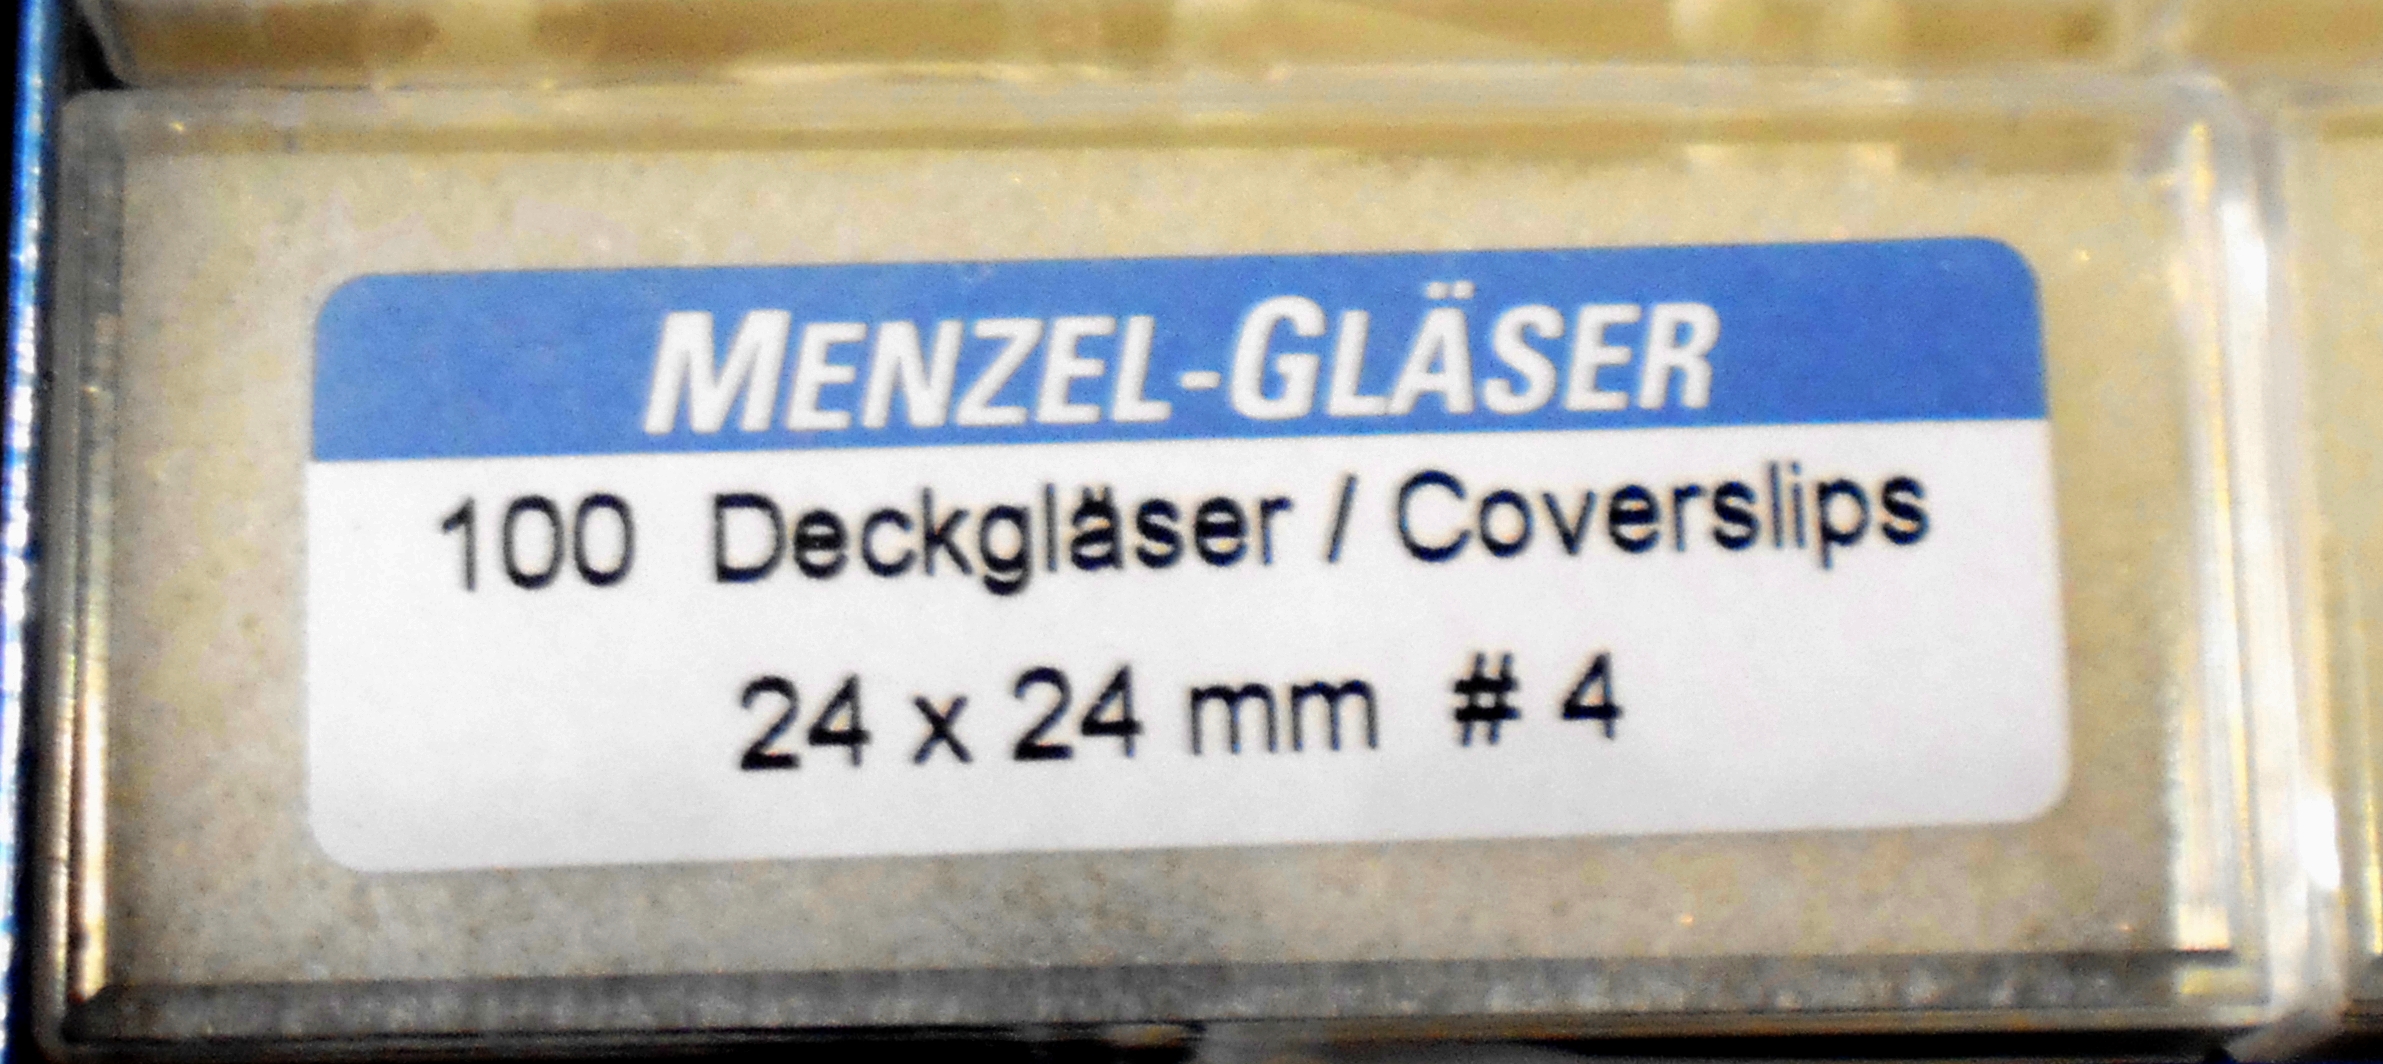 MENZEL-GLÄSER
100 Deckgläser / Coverslips
24 x 24 mm # 4